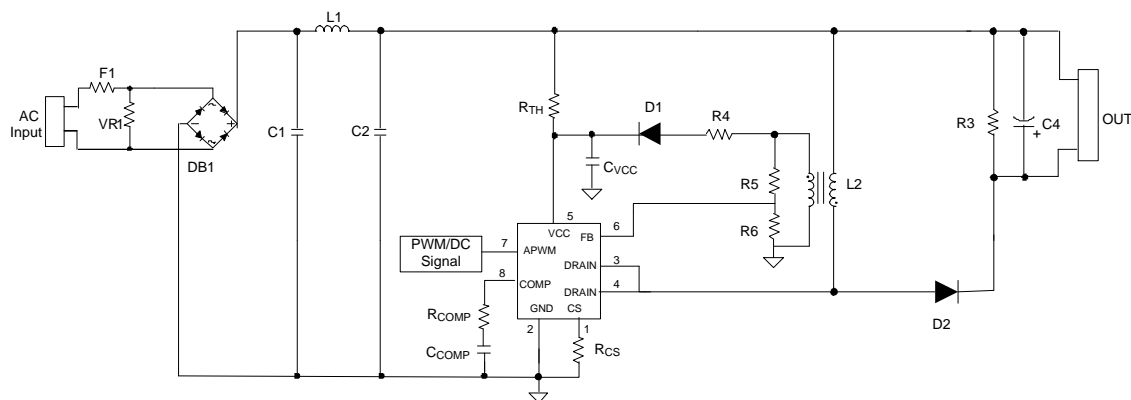 L1
F1
AC
Input
VR1
DB1
C1
C2
RTH
D1
R4
CVCC
R5
R6
L2
R3
C4
+
OUT
PWM/DC
Signal
7
8
5
6
3
4
2
1
VCC
FB
APWM
DRAIN
COMP
DRAIN
GND
CS
RCOMP
CCOMP
RCS
D2